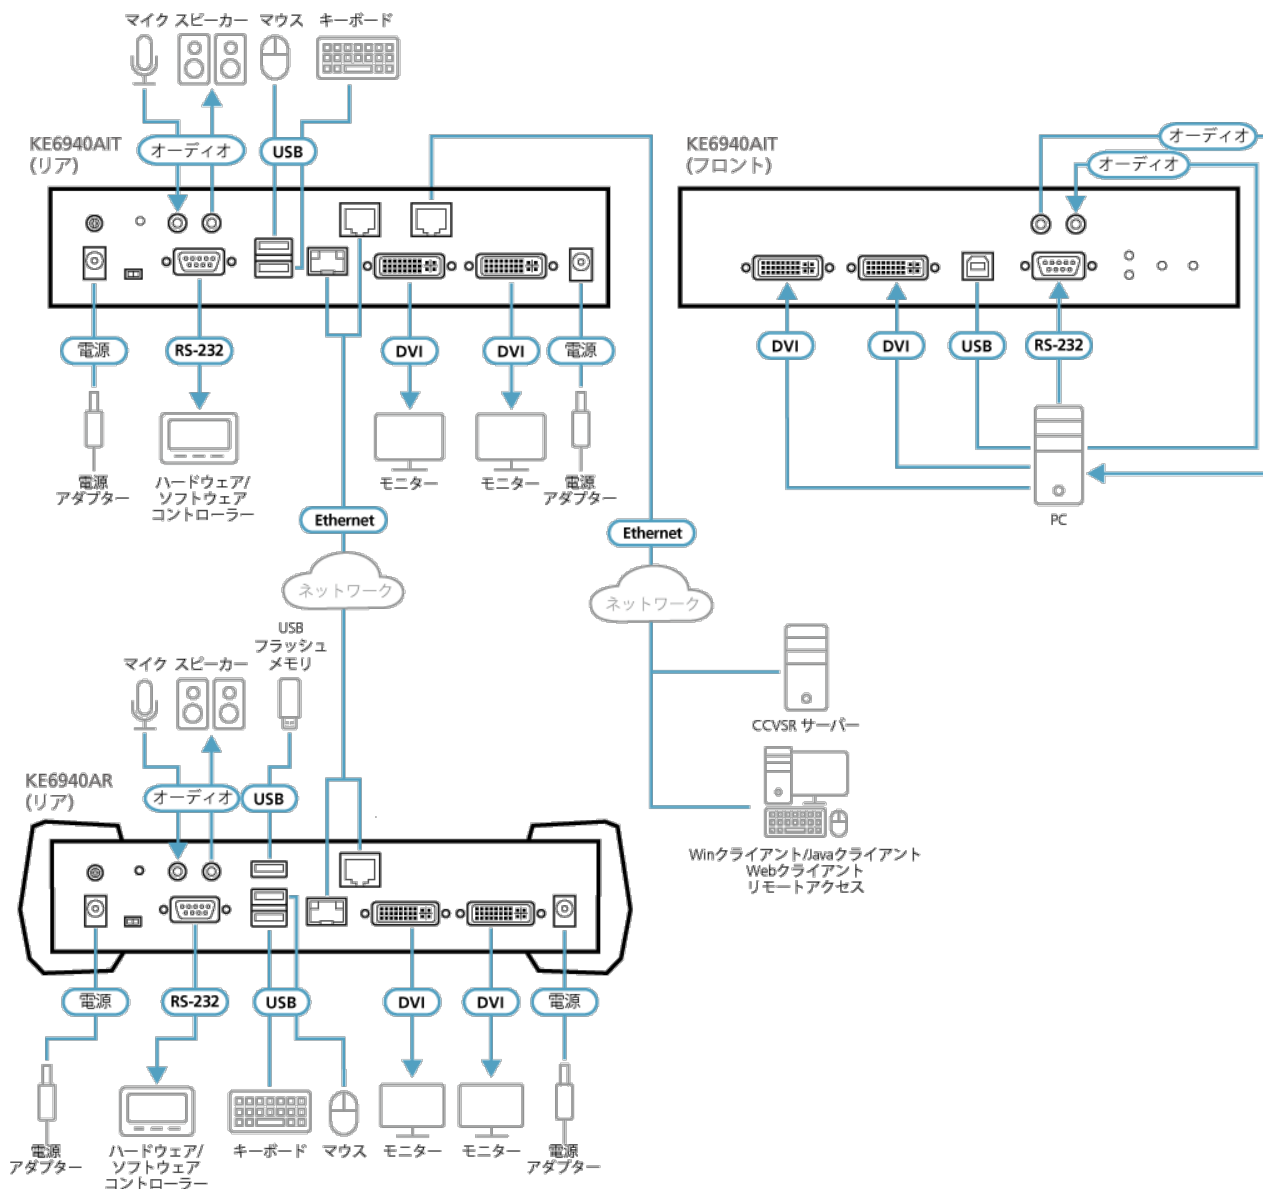 マイク スピーカー マウス キーボード
KE6940AIT
(リア)
オーディオ
USB
電源
RS-232
DVI
DVI
電源
電源
アダプター
ハードウェア/
ソフトウェア
コントローラー
モニター
モニター
電源
アダプター
KE6940AIT
(フロント)
オーディオ
オーディオ
DVI
DVI
USB
RS-232
PC
Ethernet
ネットワーク
Ethernet
ネットワーク
CCVSR サーバー
Winクライアント/Javaクライアント
Webクライアント
リモートアクセス
USB
フラッシュ
メモリ
マイク スピーカー
KE6940AR
(リア)
オーディオ
USB
電源
RS-232
USB
DVI
DVI
電源
電源
アダプター
ハードウェア/
ソフトウェア
コントローラー
キーボード
マウス
モニター
モニター
電源
アダプター